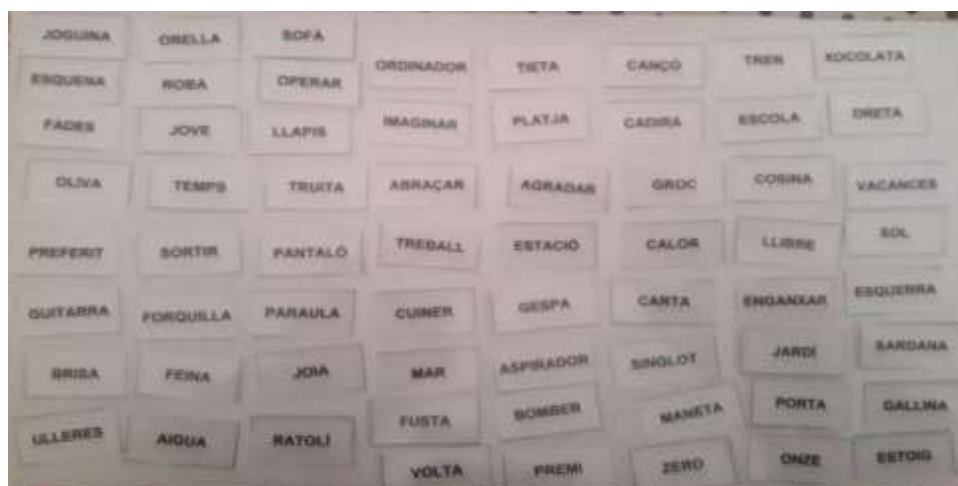 JOGUINA ORELLA SOFA
ORDINADOR TIETA CANÇÓ TREN XOCOLATA
ESQUENA ROBA OPERAR
FADES JOVE LLAPIS IMAGINAR PLATJA CADIRA ESCOLA DRETA
OLIVA TEMPS TRUITA ABRAÇAR AGRADAR GROC COSINA VACANCES
PREFERIT SORTIR PANTALÓ TREBALL ESTACIÓ CALOR LLIBRE SOL
GUITARRA FORQUILLA PARAULA CUINER GESPA CARTA ENGANXAR ESQUERRA
BRISA FEINA JOIA MAR ASPIRADOR SINGLOT JARDÍ SARDANA
ULLERES AIGUA RATOLÍ FUSTA BOMBER MANETA PORTA GALLINA
VOLTA PREMI ZERO ONZE ESTOIG